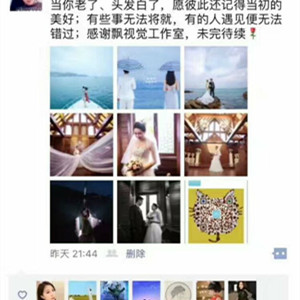 当你老了、头发白了，愿彼此还记得当初的
美好；有些事无法将就，有的人遇见便无法
错过；感谢飘视觉工作室，未完待续🌹
昨天 21:44
删除